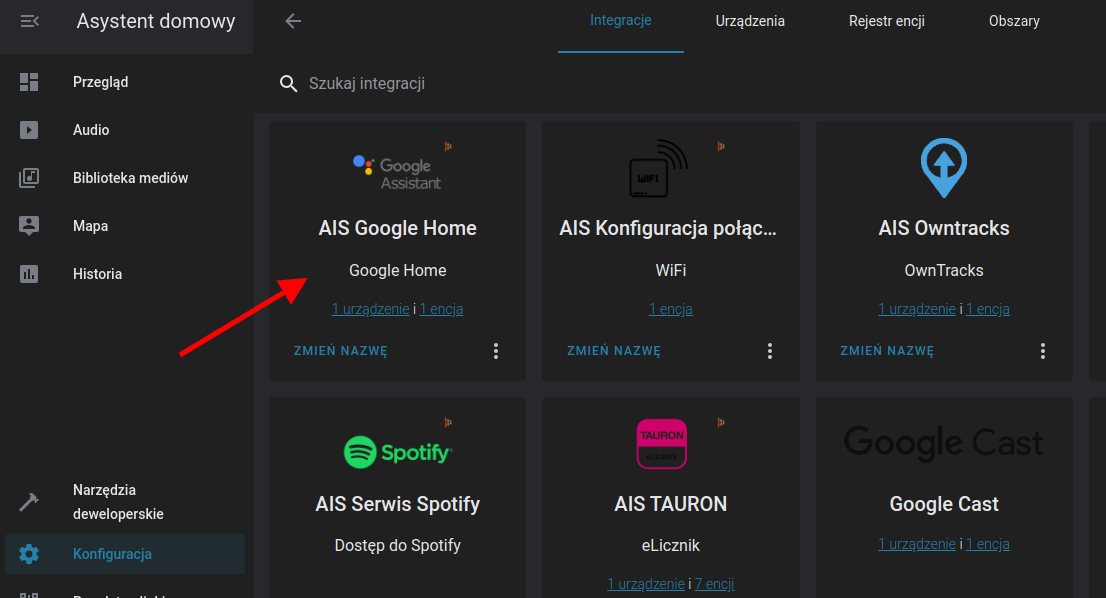 Asystent domowy
Integracje
Urządzenia
Rejestr encji
Obszary
Przegląd
Audio
Biblioteka mediów
Mapa
Historia
Narzędzia
deweloperskie
Konfiguracja
Szukaj integracji
Google
Assistant
AIS Google Home
Google Home
1 urządzenie i 1 encja
ZMIEŃ NAZWĘ
WiFi
AIS Konfiguracja połąc...
WiFi
1 encja
ZMIEŃ NAZWĘ
AIS Owntracks
OwnTracks
1 urządzenie i 1 encja
ZMIEŃ NAZWĘ
Spotify
AIS Serwis Spotify
Dostęp do Spotify
TAURON
eLicznik
AIS TAURON
eLicznik
1 urządzenie i 7 encji
Google Cast
Google Cast
1 urządzenie i 1 encja